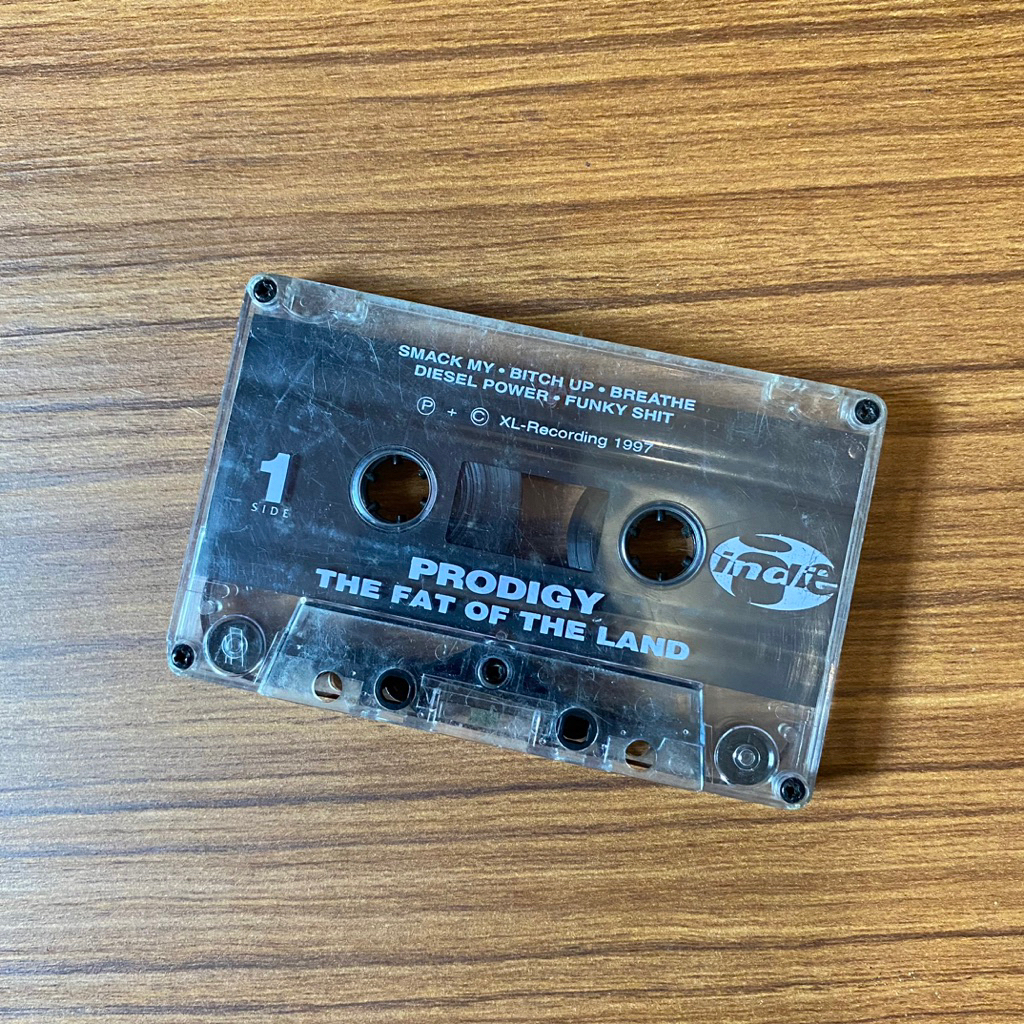 SMACK MY • BITCH UP • BREATHE
DIESEL POWER • FUNKY SHIT
Ⓟ + © XL-Recording 1997
1
SIDE
indie
PRODIGY
THE FAT OF THE LAND